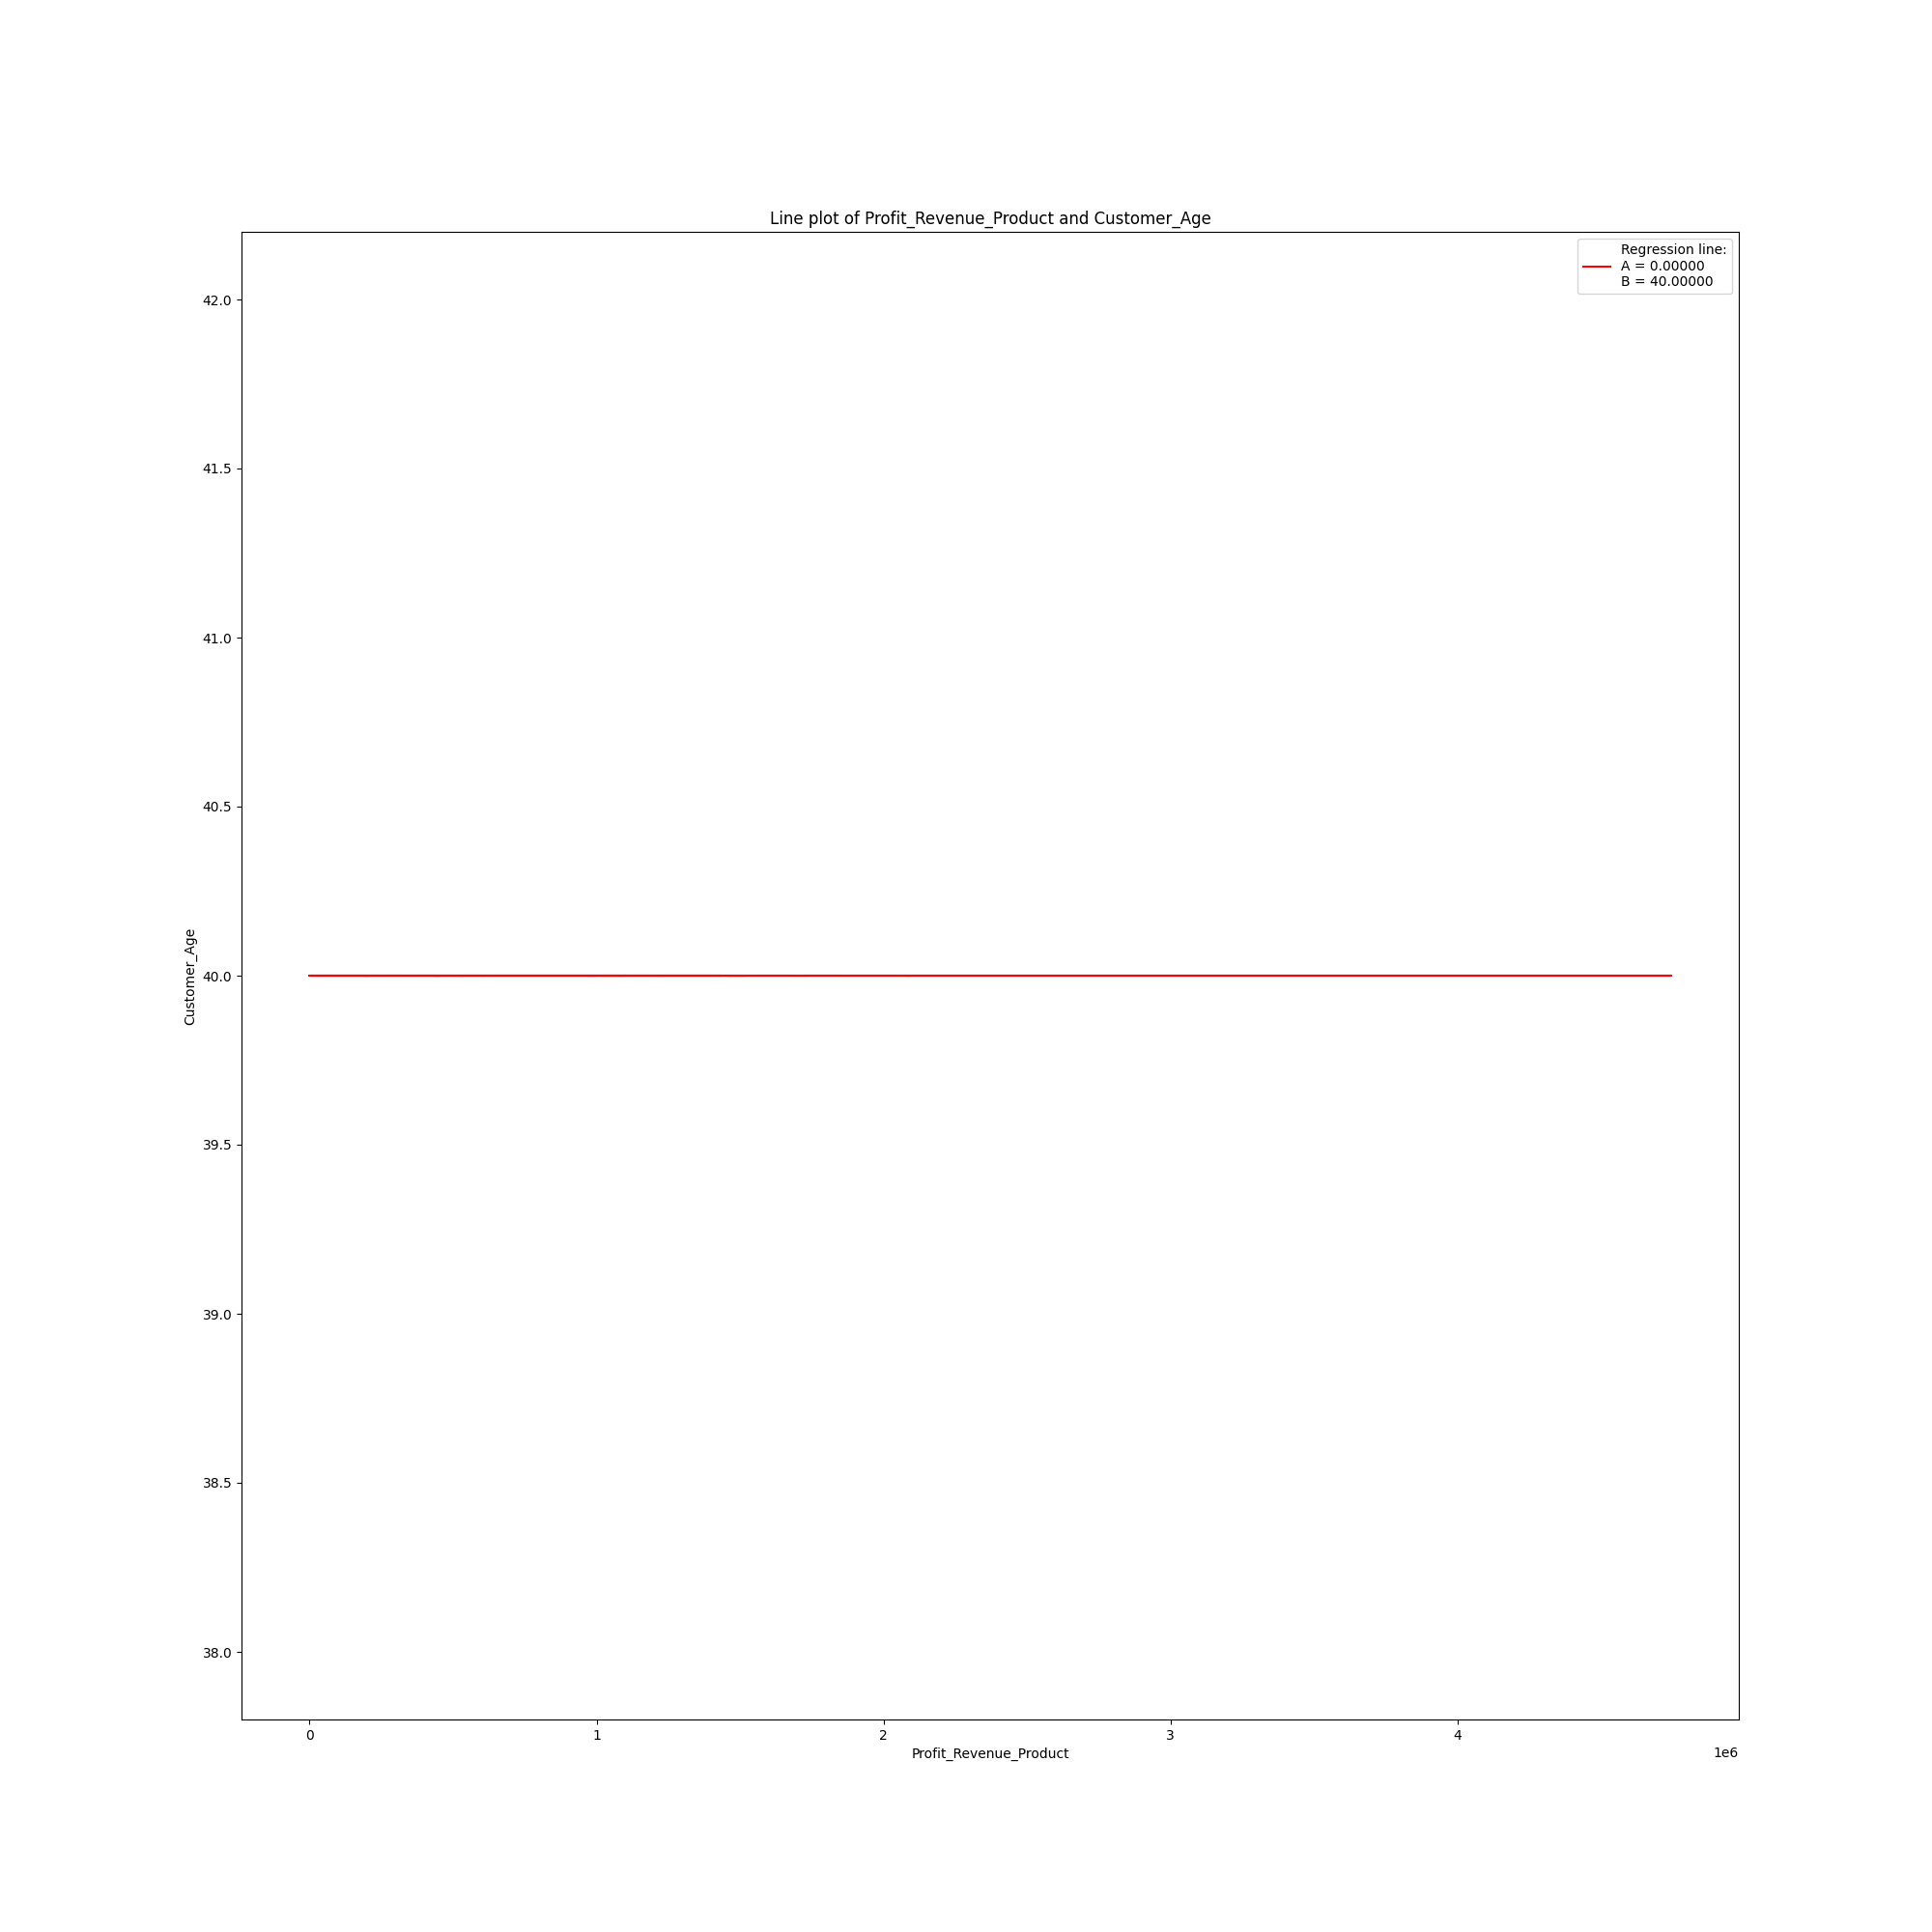 Line plot of Profit_Revenue_Product and Customer_Age
Regression line:
A = 0.00000
B = 40.00000
42.0
41.5
41.0
40.5
40.0
39.5
39.0
38.5
38.0
Customer_Age
0 1 2 3 4
1e6
Profit_Revenue_Product